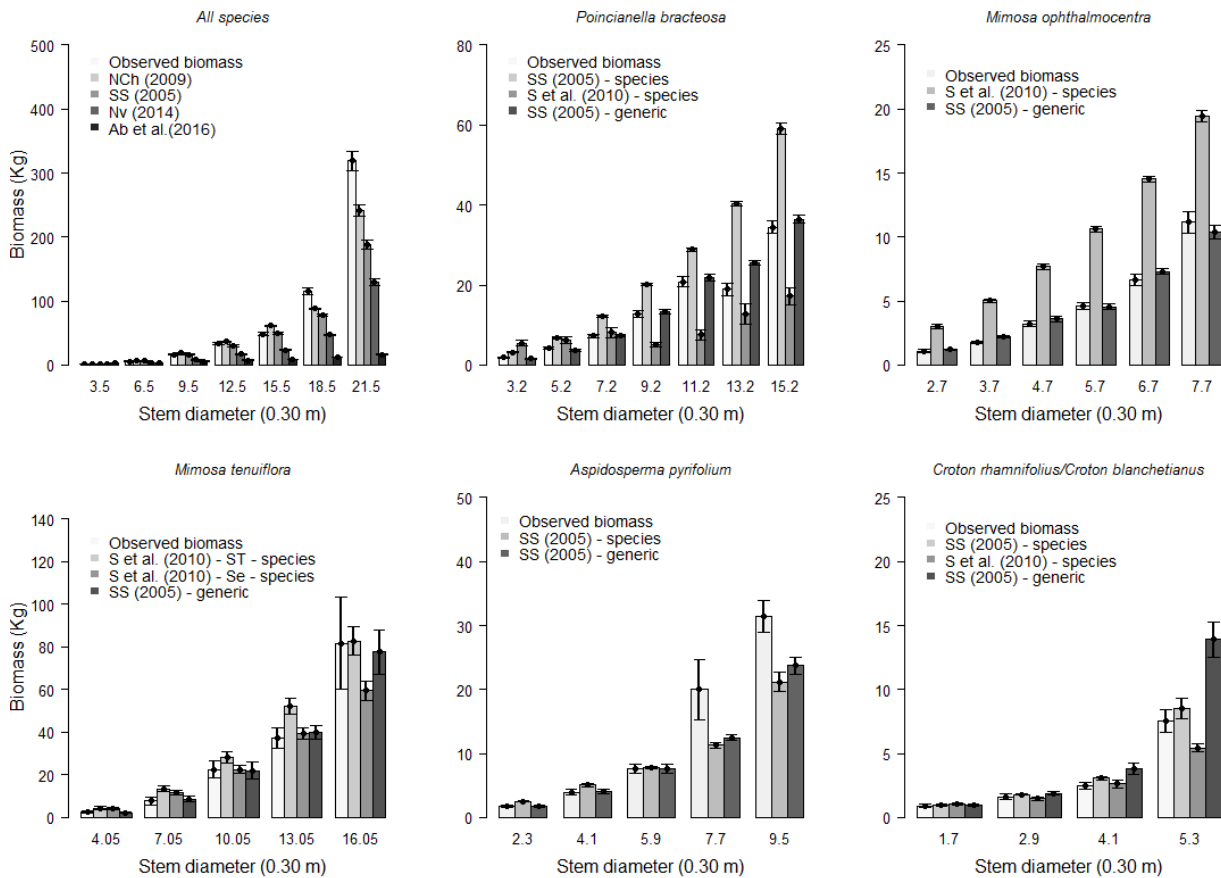 All species
500
400
300
200
100
0
Biomass (Kg)
Observed biomass
NCh (2009)
SS (2005)
Nv (2014)
Ab et al.(2016)
3.5 6.5 9.5 12.5 15.5 18.5 21.5
Stem diameter (0.30 m)
Poincianella bracteosa
80
60
40
20
0
Observed biomass
SS (2005) - species
S et al. (2010) - species
SS (2005) - generic
3.2 5.2 7.2 9.2 11.2 13.2 15.2
Stem diameter (0.30 m)
Mimosa ophthalmocentra
25
20
15
10
5
0
Observed biomass
S et al. (2010) - species
SS (2005) - generic
2.7 3.7 4.7 5.7 6.7 7.7
Stem diameter (0.30 m)
Mimosa tenuiflora
140
120
100
80
60
40
20
0
Biomass (Kg)
Observed biomass
S et al. (2010) - ST - species
S et al. (2010) - Se - species
SS (2005) - generic
4.05 7.05 10.05 13.05 16.05
Stem diameter (0.30 m)
Aspidosperma pyrifolium
50
40
30
20
10
0
Observed biomass
SS (2005) - species
SS (2005) - generic
2.3 4.1 5.9 7.7 9.5
Stem diameter (0.30 m)
Croton rhamnifolius/Croton blanchetianus
25
20
15
10
5
0
Observed biomass
SS (2005) - species
S et al. (2010) - species
SS (2005) - generic
1.7 2.9 4.1 5.3
Stem diameter (0.30 m)